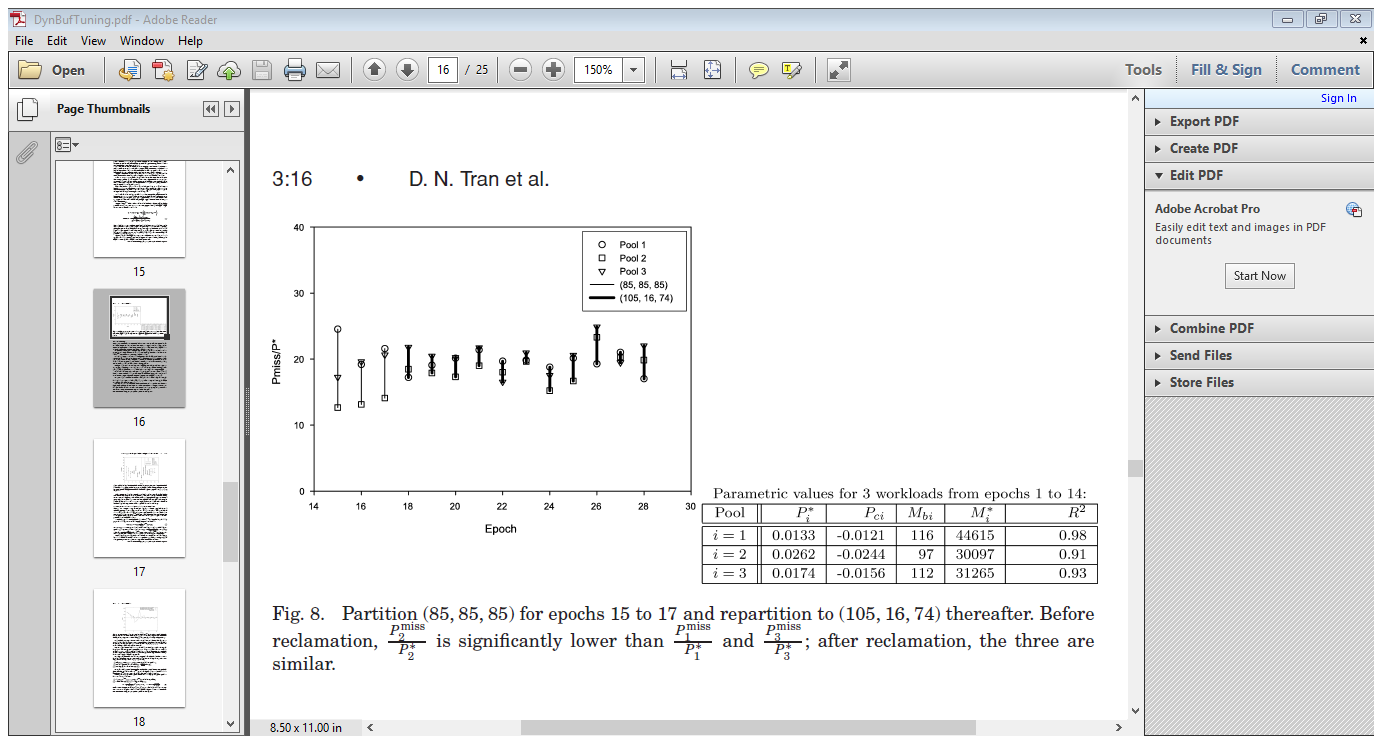 DynBufTuning.pdf - Adobe Reader
File Edit View Window Help
Open 16 / 25 150% Tools Fill & Sign Comment
Page Thumbnails
15
16
17
18
3:16 • D. N. Tran et al.
40
30
20
10
0
Pmiss/P*
14 16 18 20 22 24 26 28 30
Epoch
Pool 1
Pool 2
Pool 3
(85, 85, 85)
(105, 16, 74)
Parametric values for 3 workloads from epochs 1 to 14:
Pool P*i Pci Mbi M*i R²
i = 1 0.0133 -0.0121 116 44615 0.98
i = 2 0.0262 -0.0244 97 30097 0.91
i = 3 0.0174 -0.0156 112 31265 0.93
Fig. 8. Partition (85, 85, 85) for epochs 15 to 17 and repartition to (105, 16, 74) thereafter. Before
reclamation, P2miss/P*2 is significantly lower than P1miss/P*1 and P3miss/P*3; after reclamation, the three are
similar.
8.50 x 11.00 in
Sign In
Export PDF
Create PDF
Edit PDF
Adobe Acrobat Pro
Easily edit text and images in PDF
documents
Start Now
Combine PDF
Send Files
Store Files